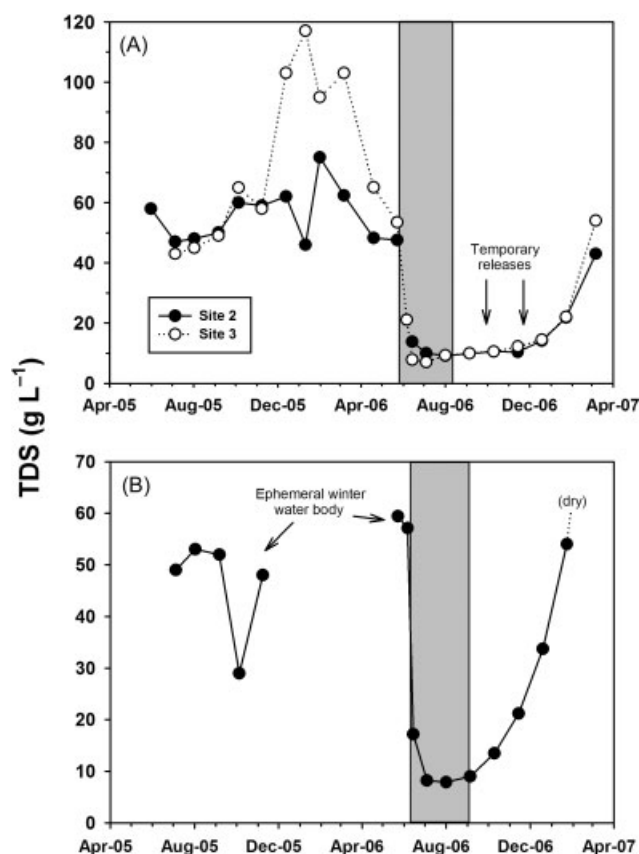 (A)
120
100
80
60
40
20
0
Temporary
releases
Site 2
Site 3
Apr-05 Aug-05 Dec-05 Apr-06 Aug-06 Dec-06 Apr-07
TDS (g L⁻¹)
(B)
70
60
50
40
30
20
10
0
Ephemeral winter
water body
(dry)
Apr-05 Aug-05 Dec-05 Apr-06 Aug-06 Dec-06 Apr-07